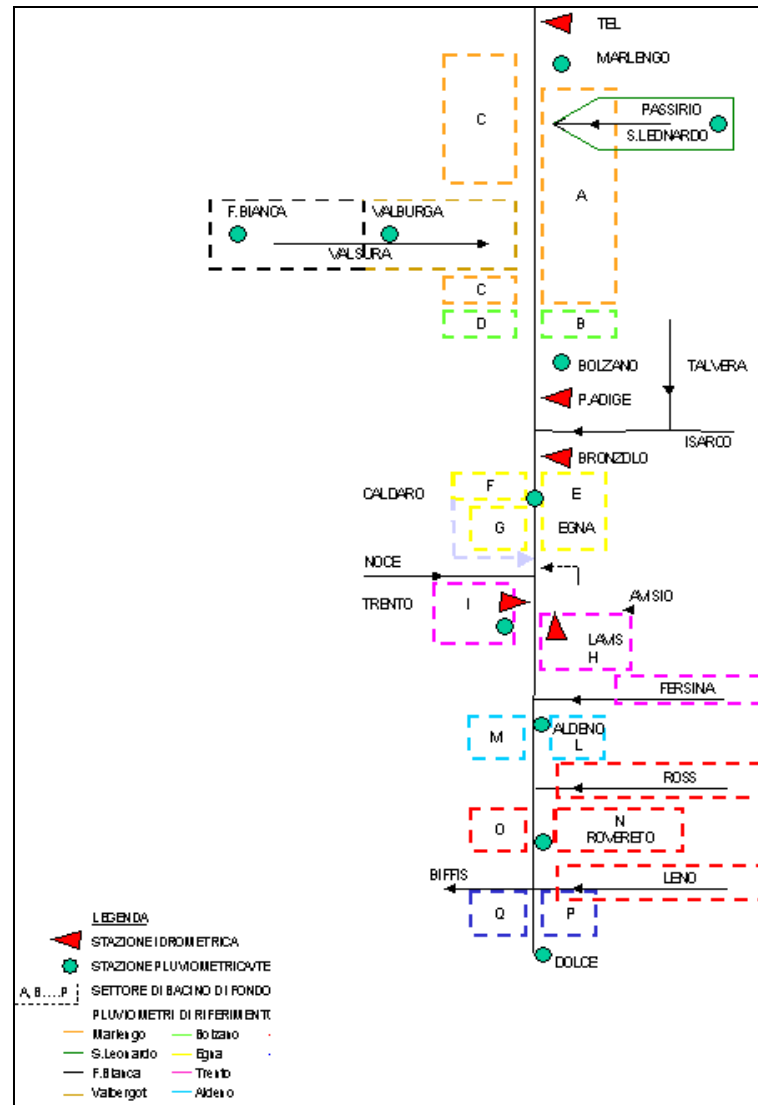 TEL
MARLENGO
PASSIRIO
C
S.LEONARDO
A
F.BIANCA
VALBURGA
VALSURA
C
D
B
BOLZANO
TALVERA
P.ADIGE
ISARCO
BRONZOLO
F
E
CALDARO
G
EGNA
NOCE
TRENTO
I
AVISIO
LAVIS
H
FERSINA
M
ALDENO
L
ROSS
N
O
ROVERETO
BIFFIS
LENO
Q
P
DOLCE
LEGENDA
STAZIONE IDROMETRICA
STAZIONE PLUVIOMETRICA/TE
A, B.....P
SETTORE DI BACINO DI FONDO
PLUVIOMETRI DI RIFERIMENT
Marlengo
Bolzano
S.Leonardo
Egna
F.Bianca
Trento
Valbergot
Aldeno